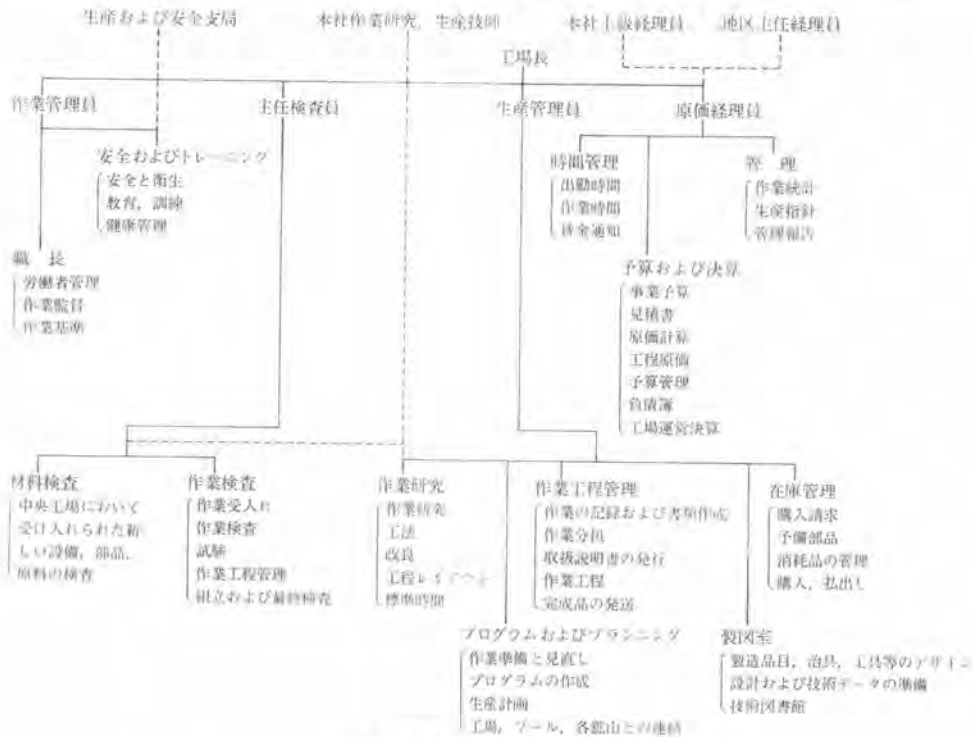 生産および安全支局
本社作業研究，生産技師
本社上級経理員
地区主任経理員
工場長
作業管理員
主任検査員
生産管理員
原価経理員
安全およびトレーニング
安全と衛生
教育，訓練
健康管理
時間管理
出勤時間
作業時間
賃金通知
管　理
作業統計
生産指針
管理報告
職　長
労働者管理
作業監督
作業基準
予算および決算
事業予算
見積書
原価計算
工程原価
予算管理
負債簿
工場運営決算
材料検査
中央工場において
受け入れられた新
しい設備，部品，
原料の検査
作業検査
作業受入れ
作業検査
試験
作業工程管理
組立および最終検査
作業研究
作業研究
工法
改良
工程レイアウト
標準時間
作業工程管理
作業の記録および書類作成
作業分担
取扱説明書の発行
作業工程
完成品の発送
在庫管理
購入請求
予備部品
消耗品の管理
購入，払出し
プログラムおよびプランニング
作業準備と見直し
プログラムの作成
生産計画
工場，プール，各鉱山との連絡
製図室
製造品目，治具，工具等のデザイン
設計および技術データの準備
技術図書館